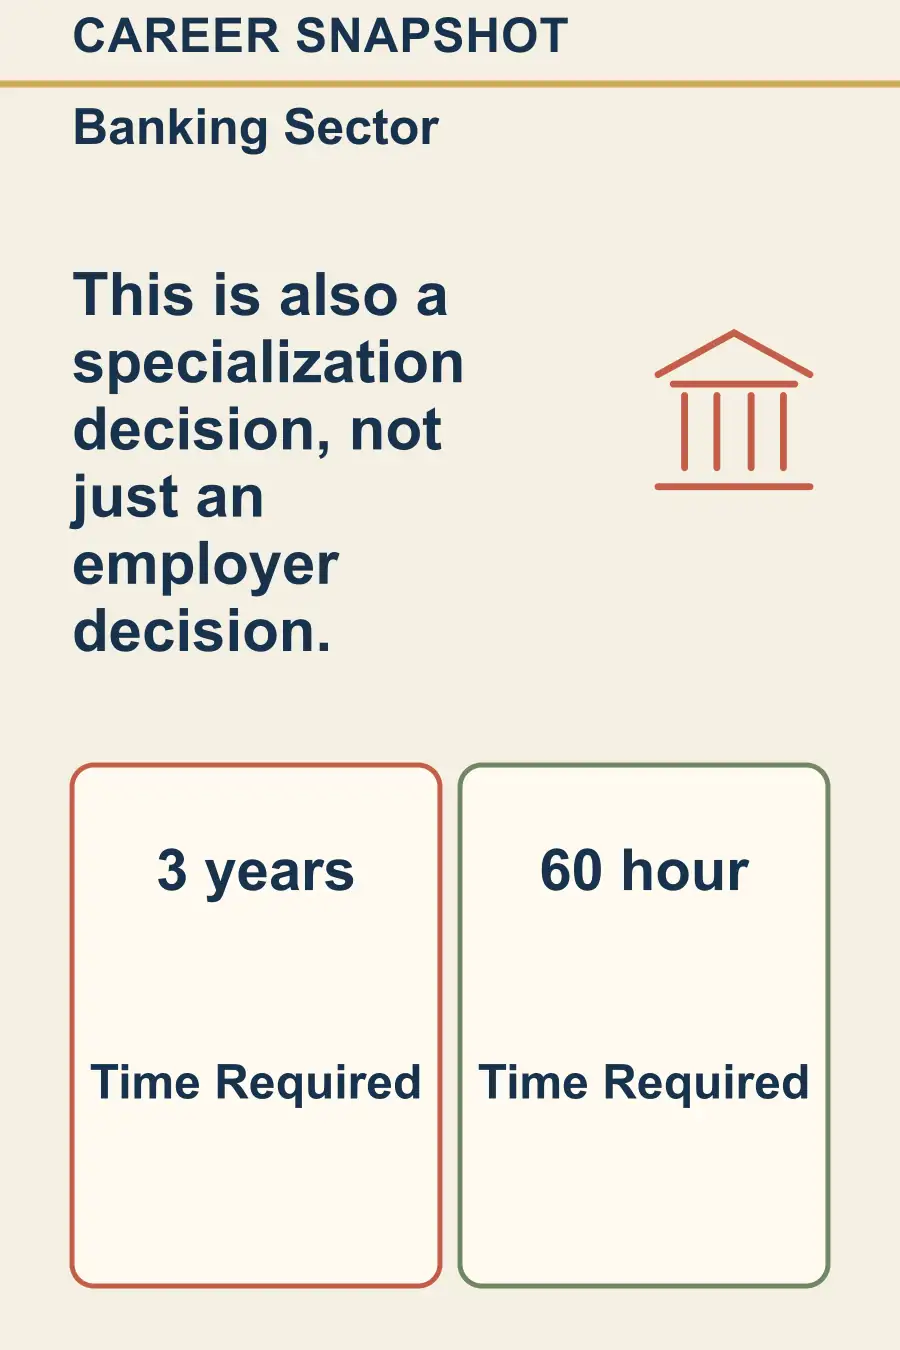 CAREER SNAPSHOT
Banking Sector
This is also a
specialization
decision, not
just an
employer
decision.
3 years
Time Required
60 hour
Time Required